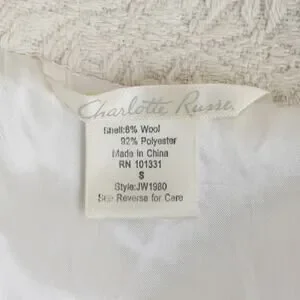 Charlotte Russe
Shell:8% Wool
92% Polyester
Made in China
RN 101331
S
Style:JW1980
See Reverse for Care